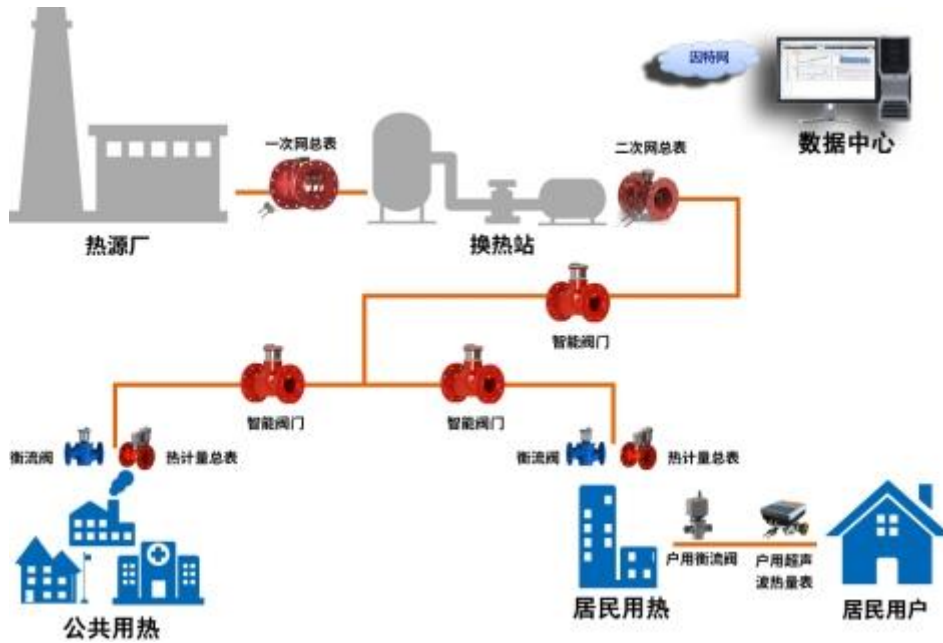 因特网
数据中心
一次网总表
二次网总表
热源厂
换热站
智能阀门
智能阀门
智能阀门
衡流阀
热计量总表
衡流阀
热计量总表
户用衡流阀
户用超声
波热量表
公共用热
居民用热
居民用户